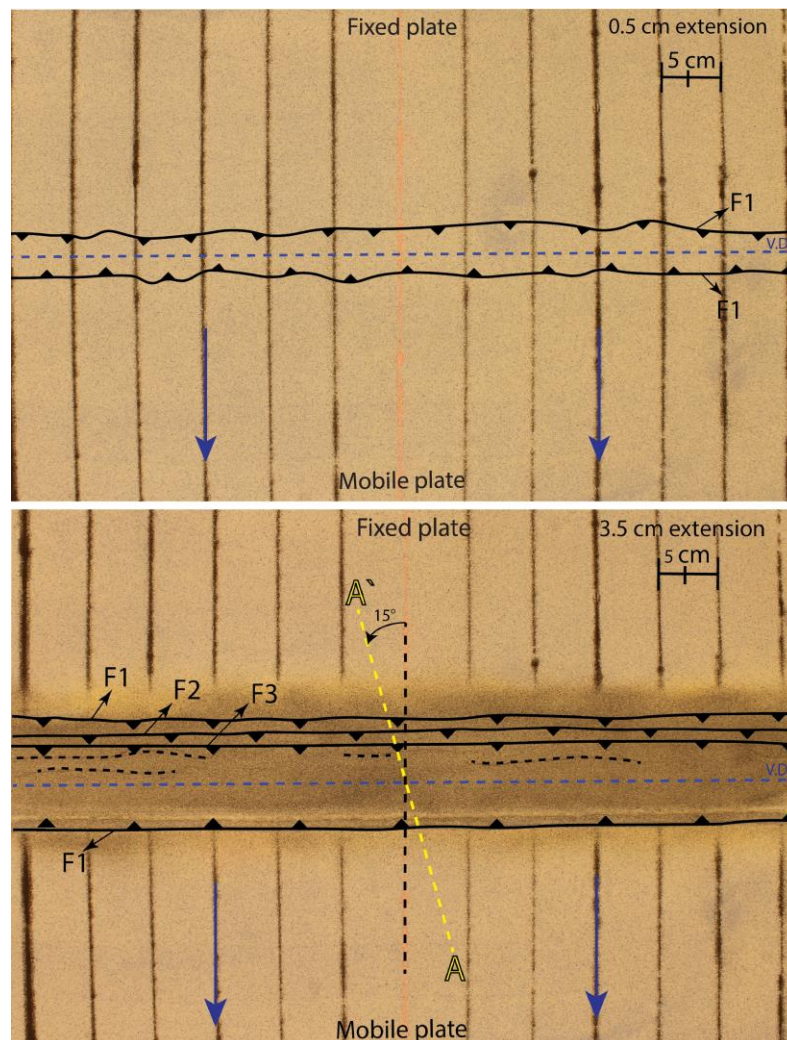 Fixed plate
0.5 cm extension
5 cm
F1
V.D
F1
Mobile plate
Fixed plate
3.5 cm extension
5 cm
A`
15°
F1
F2
F3
V.D
F1
A
Mobile plate